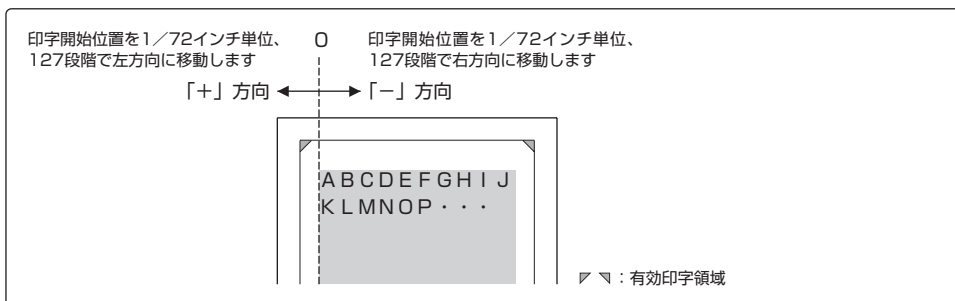 印字開始位置を1／72インチ単位、
127段階で左方向に移動します
0
印字開始位置を1／72インチ単位、
127段階で右方向に移動します
「＋」方向
「－」方向
ＡＢＣＤＥＦＧＨＩＪ
ＫＬＭＮＯＰ・・・
：有効印字領域